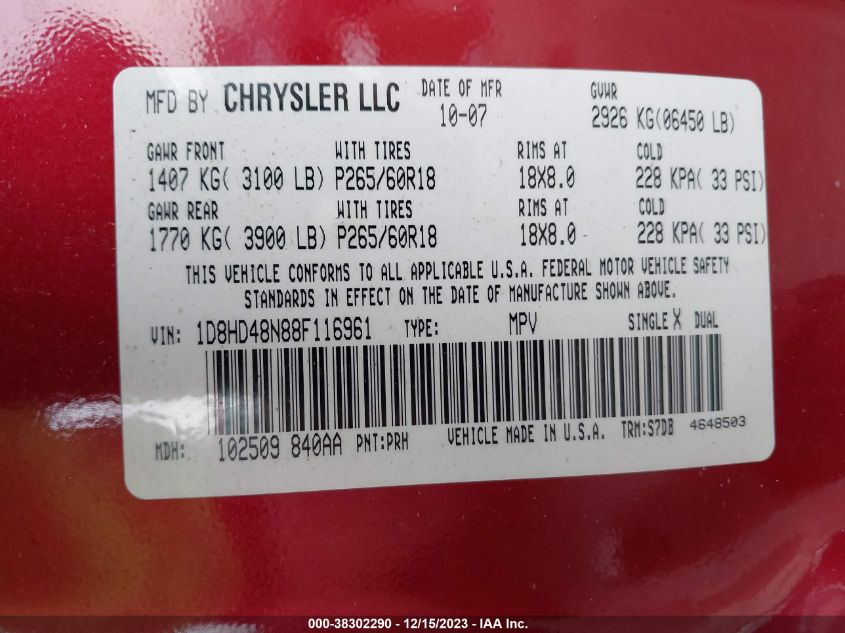 MFD BY CHRYSLER LLC DATE OF MFR GVWR
10-07 2926 KG(06450 LB)
GAWR FRONT WITH TIRES RIMS AT COLD
1407 KG( 3100 LB) P265/60R18 18X8.0 228 KPA( 33 PSI)
GAWR REAR WITH TIRES RIMS AT COLD
1770 KG( 3900 LB) P265/60R18 18X8.0 228 KPA( 33 PSI)
THIS VEHICLE CONFORMS TO ALL APPLICABLE U.S.A. FEDERAL MOTOR VEHICLE SAFETY
STANDARDS IN EFFECT ON THE DATE OF MANUFACTURE SHOWN ABOVE.
VIN: 1D8HD48N88F116961 TYPE: MPV SINGLE X DUAL
MDH: 102509 840AA PNT:PRH VEHICLE MADE IN U.S.A. TRM:S7DB 4648503
000-38302290 - 12/15/2023 - IAA Inc.